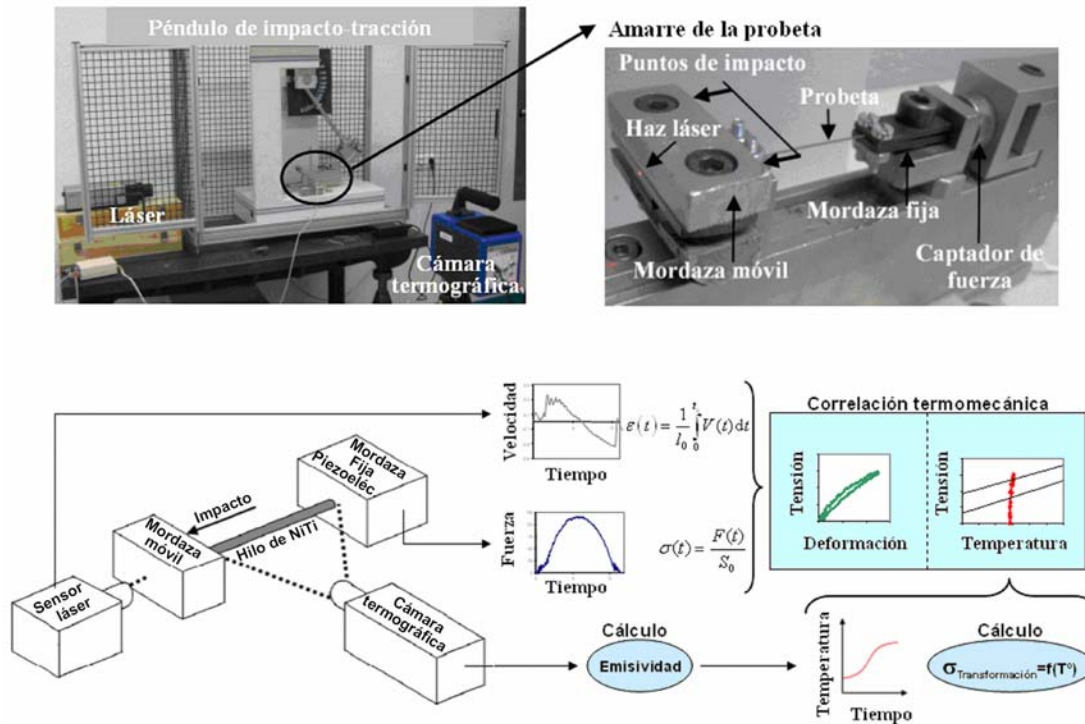 Péndulo de impacto-tracción
Láser
Cámara
termográfica
Amarre de la probeta
Puntos de impacto
Probeta
Haz láser
Mordaza fija
Mordaza móvil
Captador de
fuerza
Velocidad
Tiempo
ε(t) = 1/l₀ ∫₀ᵗ V(t) dt
Correlación termomecánica
Tensión
Deformación
Tensión
Temperatura
Mordaza
Fija
Piezoeléc
Impacto
Mordaza
móvil
Hilo de NiTi
Fuerza
Tiempo
σ(t) = F(t)/S₀
Sensor
láser
Cámara
termográfica
Cálculo
Emisividad
Temperatura
Tiempo
Cálculo
σTransformación=f(Tº)